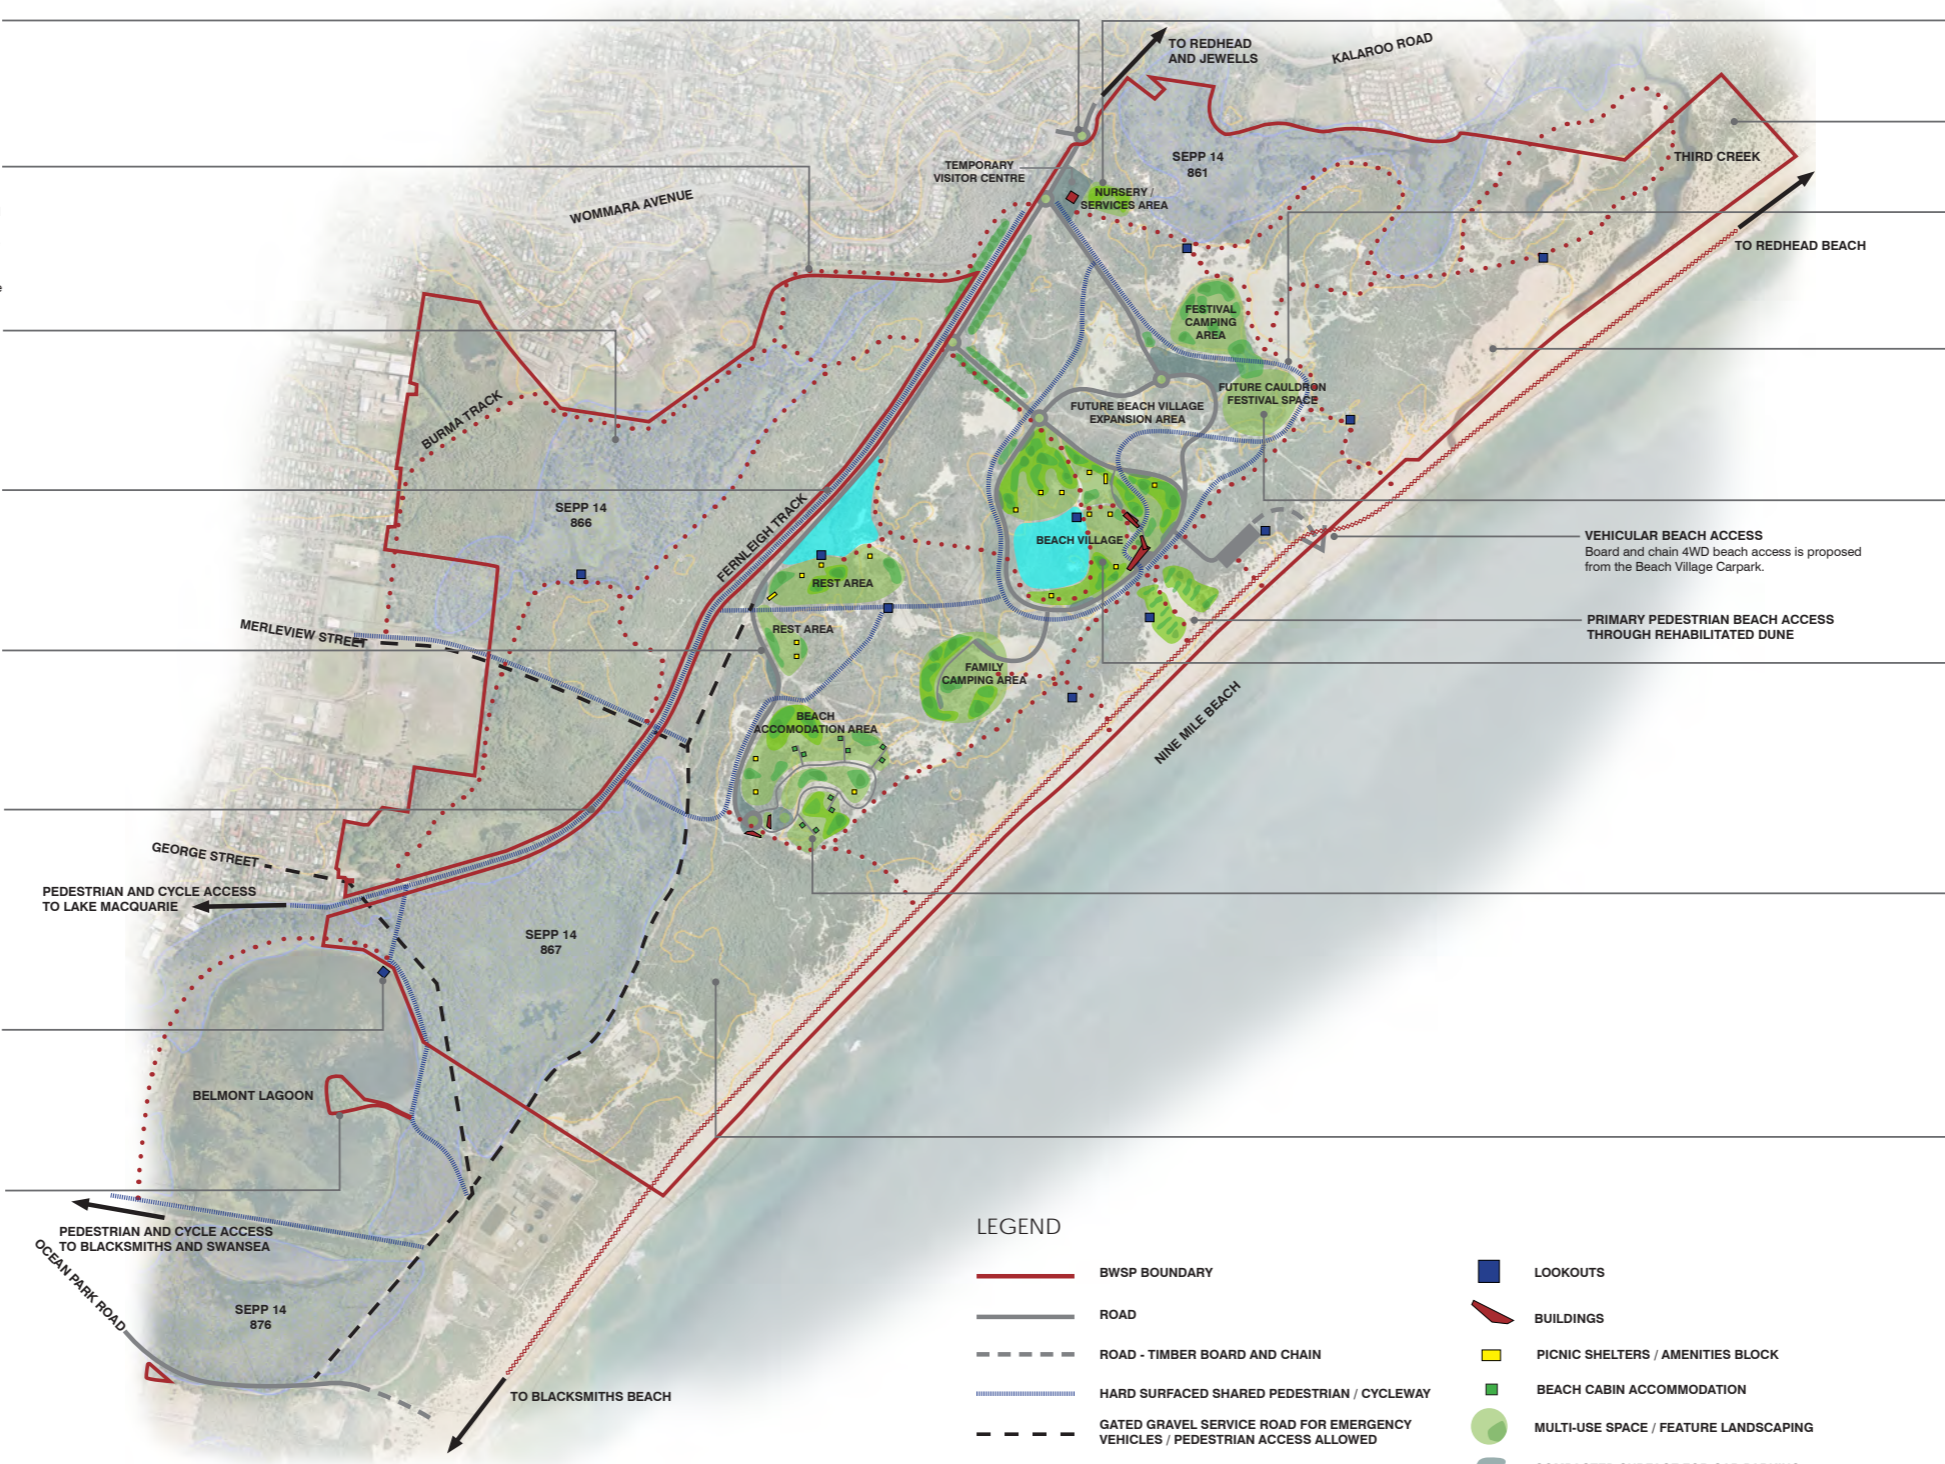 TO REDHEAD
AND JEWELLS
KALAROO ROAD
SEPP 14
861
THIRD CREEK
TEMPORARY
VISITOR CENTRE
NURSERY /
SERVICES AREA
WOMMARA AVENUE
TO REDHEAD BEACH
FESTIVAL
CAMPING
AREA
FUTURE CAULDRON
FESTIVAL SPACE
FUTURE BEACH VILLAGE
EXPANSION AREA
BURMA TRACK
SEPP 14
866
FERNLEIGH TRACK
BEACH VILLAGE
VEHICULAR BEACH ACCESS
Board and chain 4WD beach access is proposed
from the Beach Village Carpark.
REST AREA
PRIMARY PEDESTRIAN BEACH ACCESS
THROUGH REHABILITATED DUNE
MERLEVIEW STREET
REST AREA
FAMILY
CAMPING AREA
NINE MILE BEACH
BEACH
ACCOMODATION AREA
GEORGE STREET
PEDESTRIAN AND CYCLE ACCESS
TO LAKE MACQUARIE
SEPP 14
867
BELMONT LAGOON
PEDESTRIAN AND CYCLE ACCESS
TO BLACKSMITHS AND SWANSEA
OCEAN PARK ROAD
SEPP 14
876
TO BLACKSMITHS BEACH
LEGEND
BWSP BOUNDARY
ROAD
ROAD - TIMBER BOARD AND CHAIN
HARD SURFACED SHARED PEDESTRIAN / CYCLEWAY
GATED GRAVEL SERVICE ROAD FOR EMERGENCY
VEHICLES / PEDESTRIAN ACCESS ALLOWED
LOOKOUTS
BUILDINGS
PICNIC SHELTERS / AMENITIES BLOCK
BEACH CABIN ACCOMMODATION
MULTI-USE SPACE / FEATURE LANDSCAPING